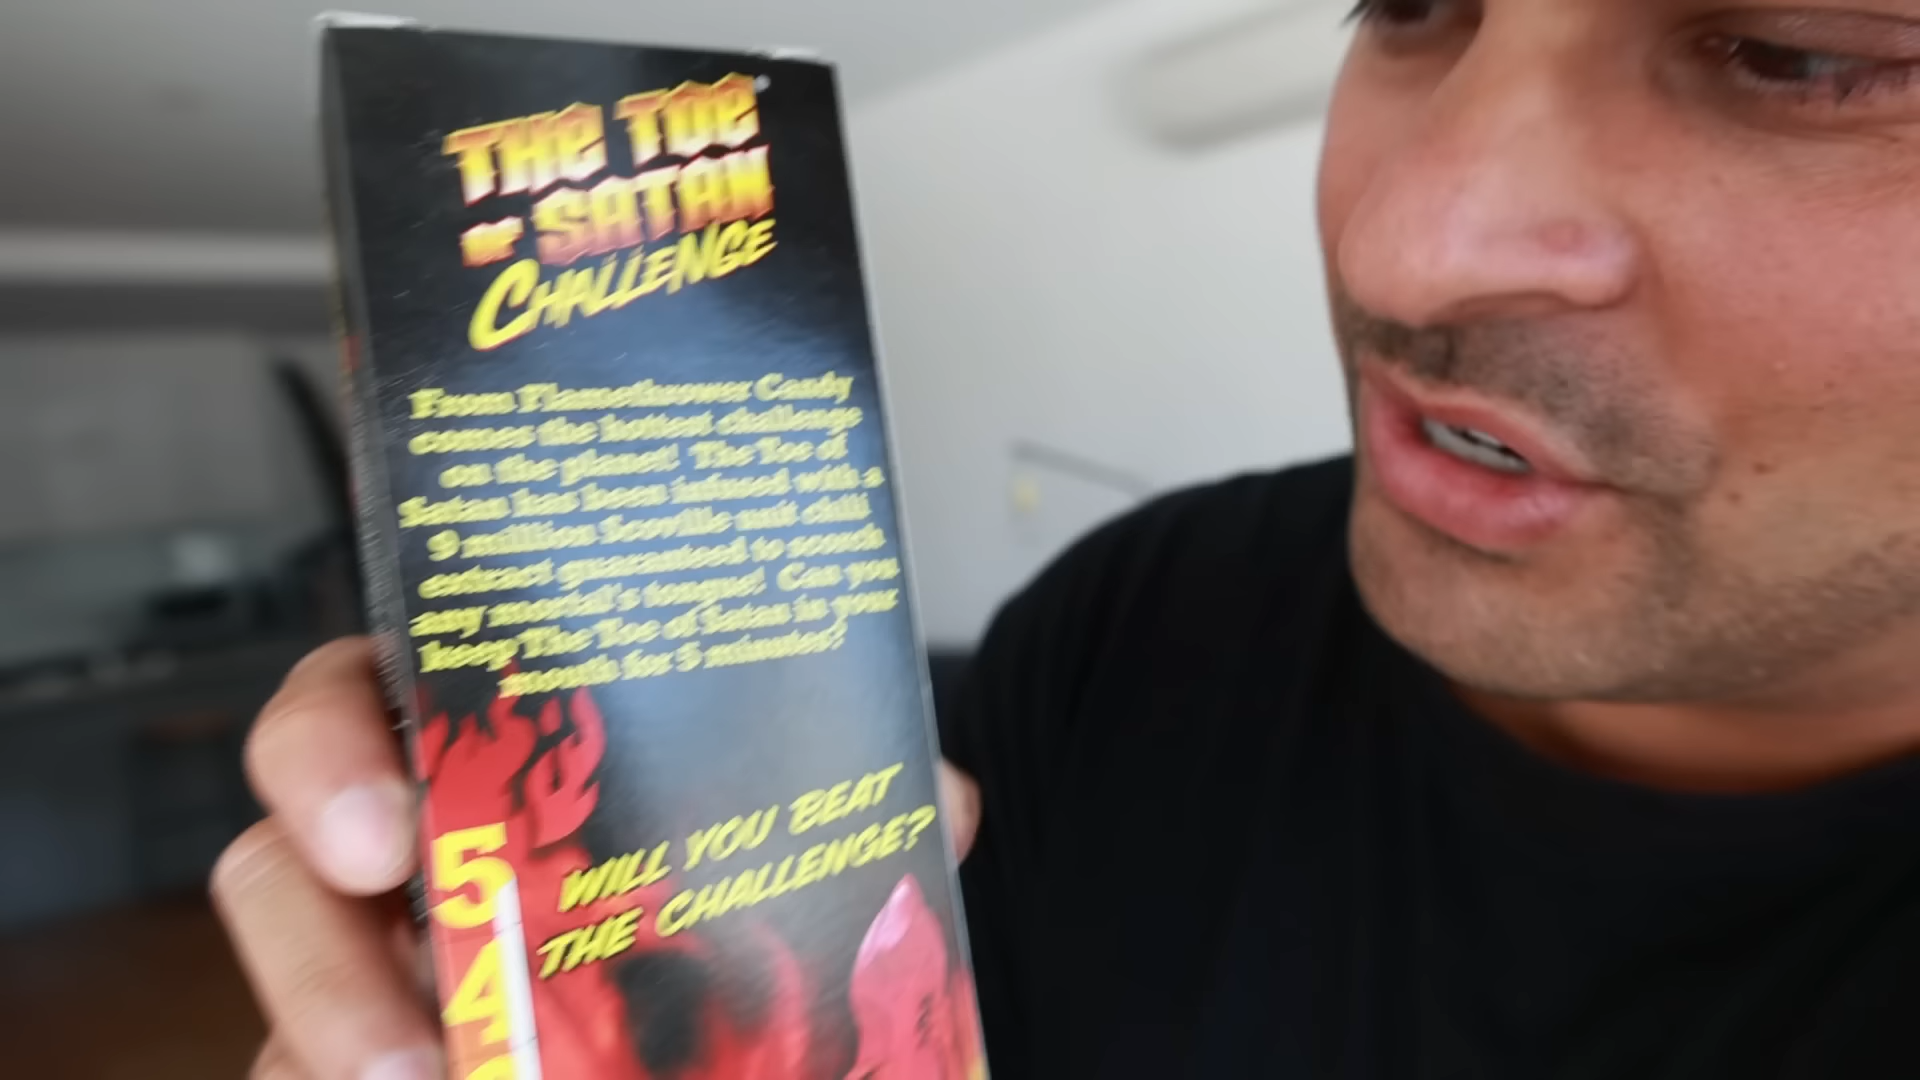 THE TOE
OF SATAN
CHALLENGE
From Flamethrower Candy
comes the hottest challenge
on the planet! The Toe of
Satan has been infused with a
9 million Scoville unit chilli
extract guaranteed to scorch
any mortal's tongue! Can you
keep The Toe of Satan in your
mouth for 5 minutes?
WILL YOU BEAT
THE CHALLENGE?
5
4